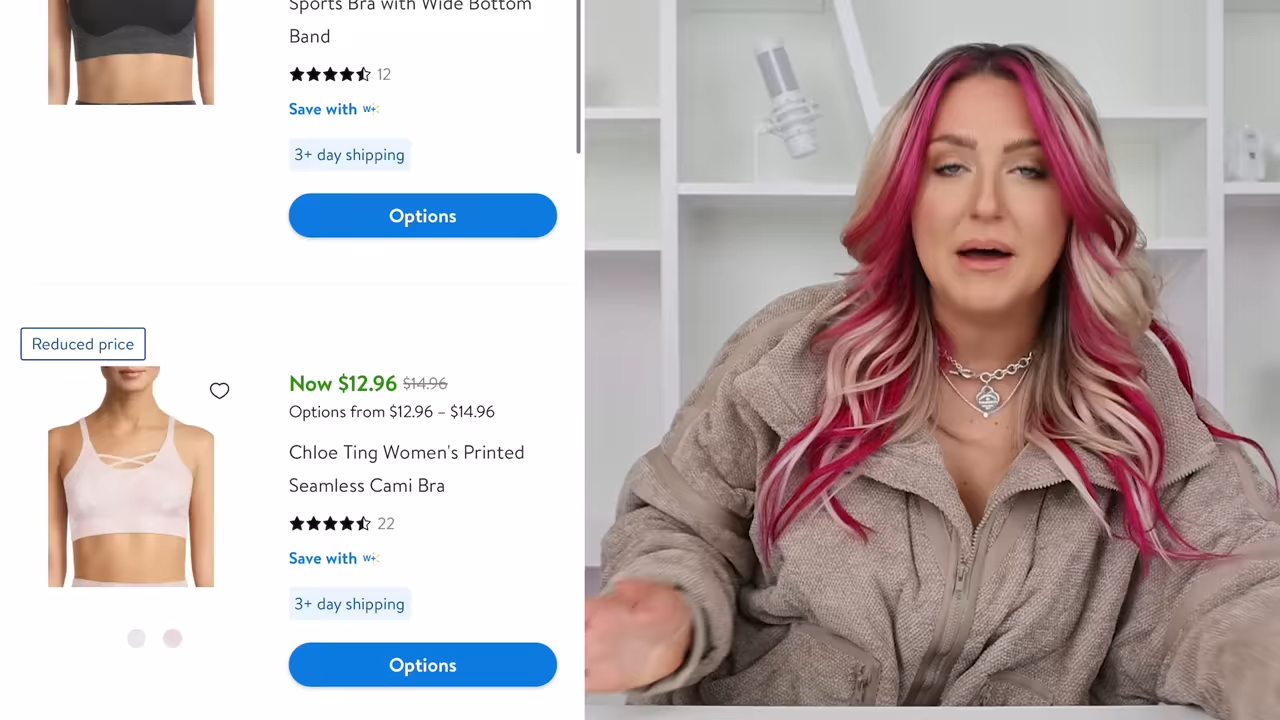 Sports Bra with Wide Bottom
Band
12
Save with W+
3+ day shipping
Options
Reduced price
Now $12.96 $14.96
Options from $12.96 – $14.96
Chloe Ting Women's Printed
Seamless Cami Bra
22
Save with W+
3+ day shipping
Options